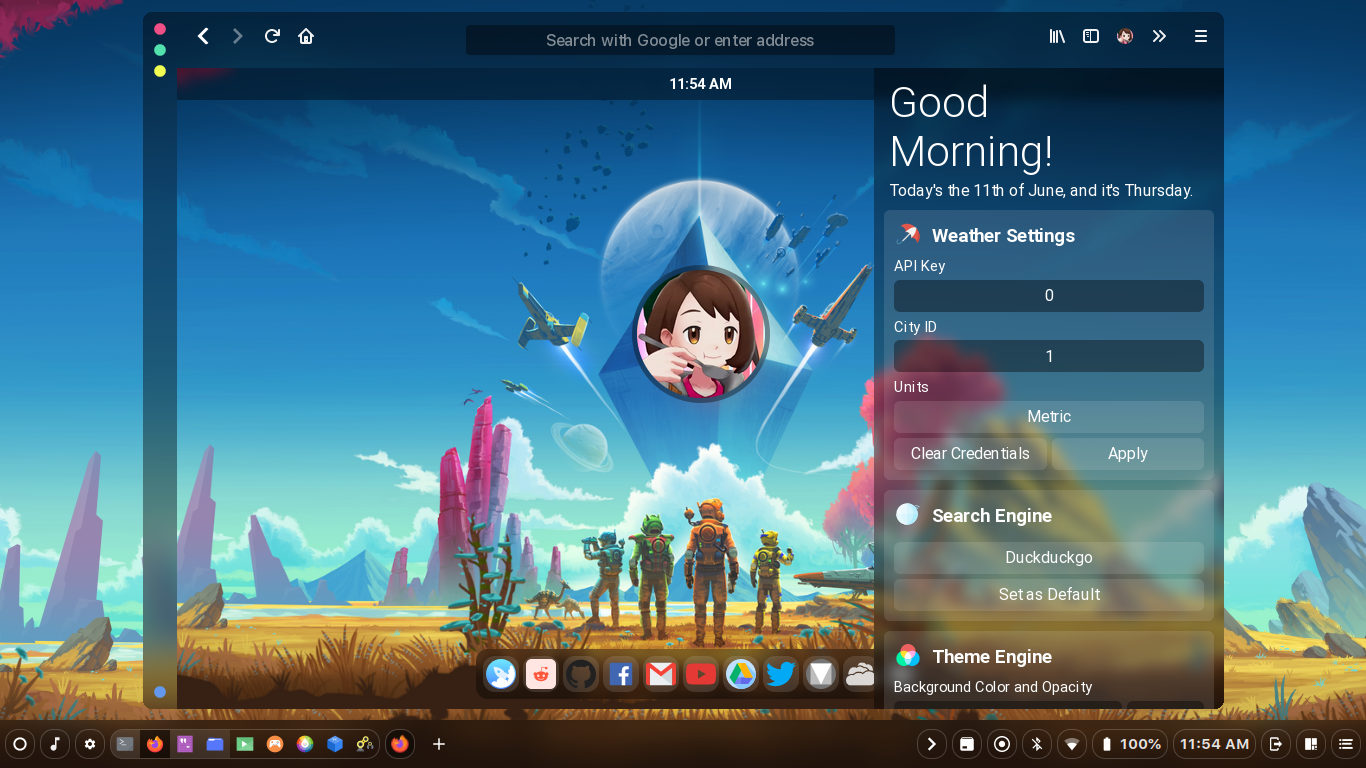 Search with Google or enter address
11:54 AM
Good
Morning!
Today's the 11th of June, and it's Thursday.
Weather Settings
API Key
0
City ID
1
Units
Metric
Clear Credentials
Apply
Search Engine
Duckduckgo
Set as Default
Theme Engine
Background Color and Opacity
100%
11:54 AM